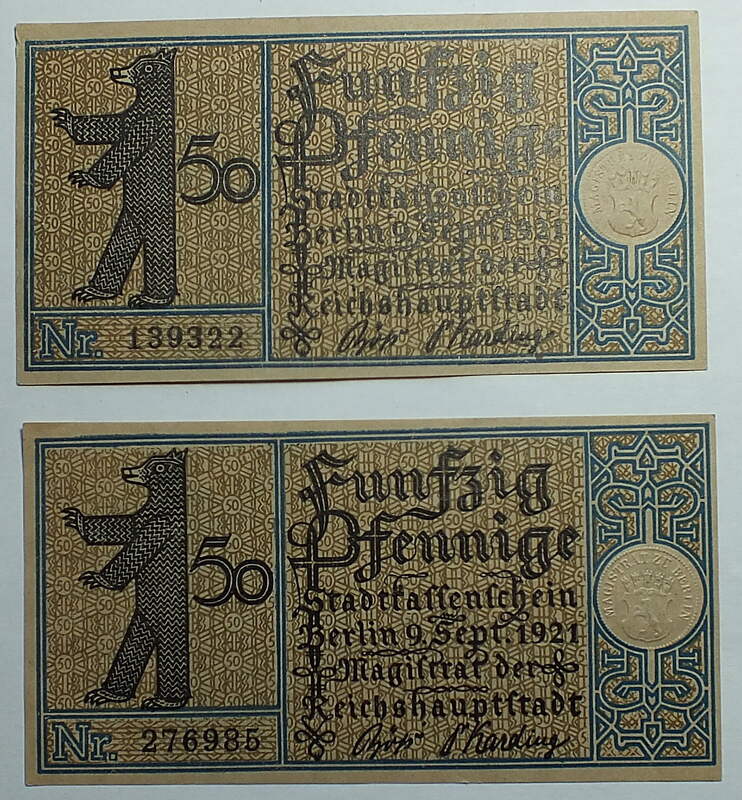 50
Funfzig
Pfennige
Stadtkassenschein
Berlin 9. Sept. 1921
Magistrat der
Reichshauptstadt
Nr. 139322
50
Funfzig
Pfennige
Stadtkassenschein
Berlin 9. Sept. 1921
Magistrat der
Reichshauptstadt
MAGISTRAT ZU BERLIN
Nr. 276985